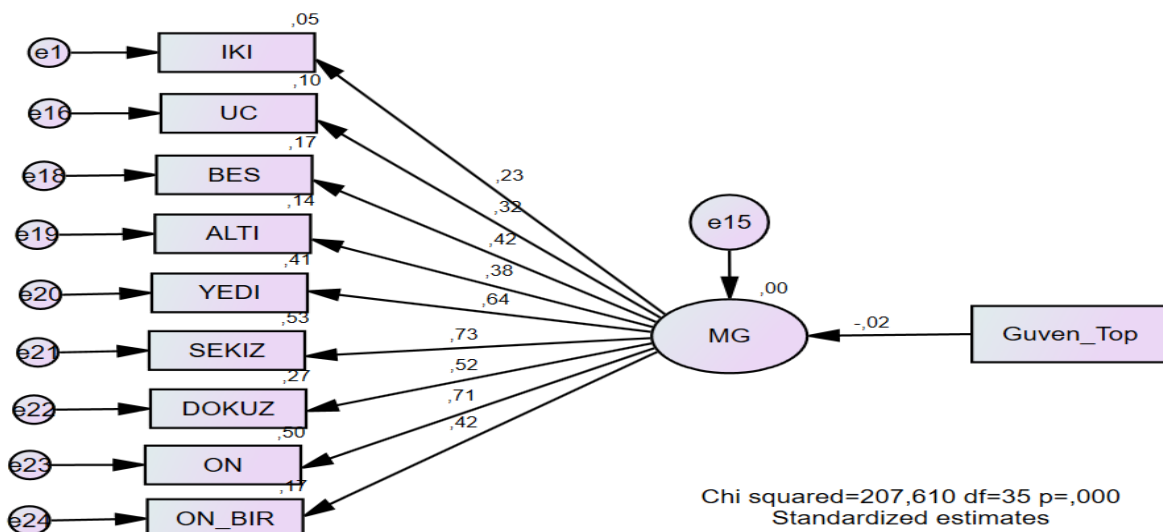 ,05
e1
IKI
,10
e16
UC
,17
e18
BES
,14
e19
ALTI
,41
e20
YEDI
,53
e21
SEKIZ
,27
e22
DOKUZ
,50
e23
ON
,17
e24
ON_BIR
,23
,32
,42
,38
,64
,73
,52
,71
,42
e15
,00
MG
-,02
Guven_Top
Chi squared=207,610 df=35 p=,000
Standardized estimates